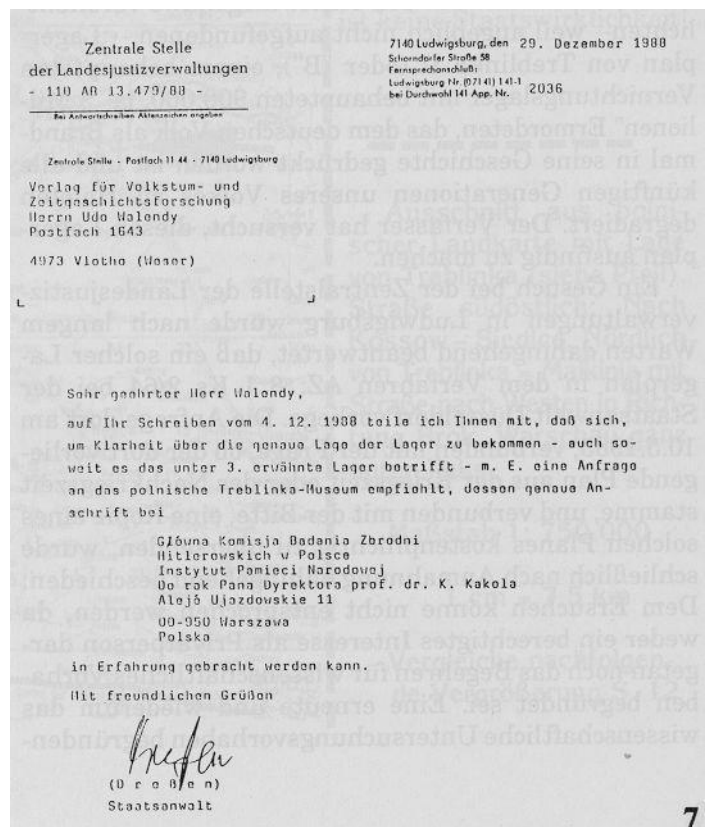 Zentrale Stelle
der Landesjustizverwaltungen
- 110 AR 13.479/88 -
Bei Antwortschreiben Aktenzeichen angeben
7140 Ludwigsburg, den 29. Dezember 1988
Schorndorfer Straße 58
Fernsprechanschluß:
Ludwigsburg Nr. (07141) 141-1
bei Durchwahl 141 App. Nr. 2036
Zentrale Stelle - Postfach 11 44 - 7140 Ludwigsburg
Verlag für Volkstum- und
Zeitgeschichtsforschung
Herrn Udo Walendy
Postfach 1643
4973 Vlotho (Weser)
Sehr geehrter Herr Walendy,
auf Ihr Schreiben vom 4. 12. 1988 teile ich Ihnen mit, daß sich,
um Klarheit über die genaue Lage der Lager zu bekommen - auch so-
weit es das unter 3. erwähnte Lager betrifft - m. E. eine Anfrage
an das polnische Treblinka-Museum empfiehlt, dessen genaue An-
schrift bei
Główna Komisja Badania Zbrodni
Hitlerowskich w Polsce
Instytut Pamieci Narodowej
Do rak Pana Dyrektora prof. dr. K. Kakola
Alejó Ujazdowskie 11
00-950 Warszawa
Polska
in Erfahrung gebracht werden kann.
Mit freundlichen Grüßen
(D r e ß e n)
Staatsanwalt
7